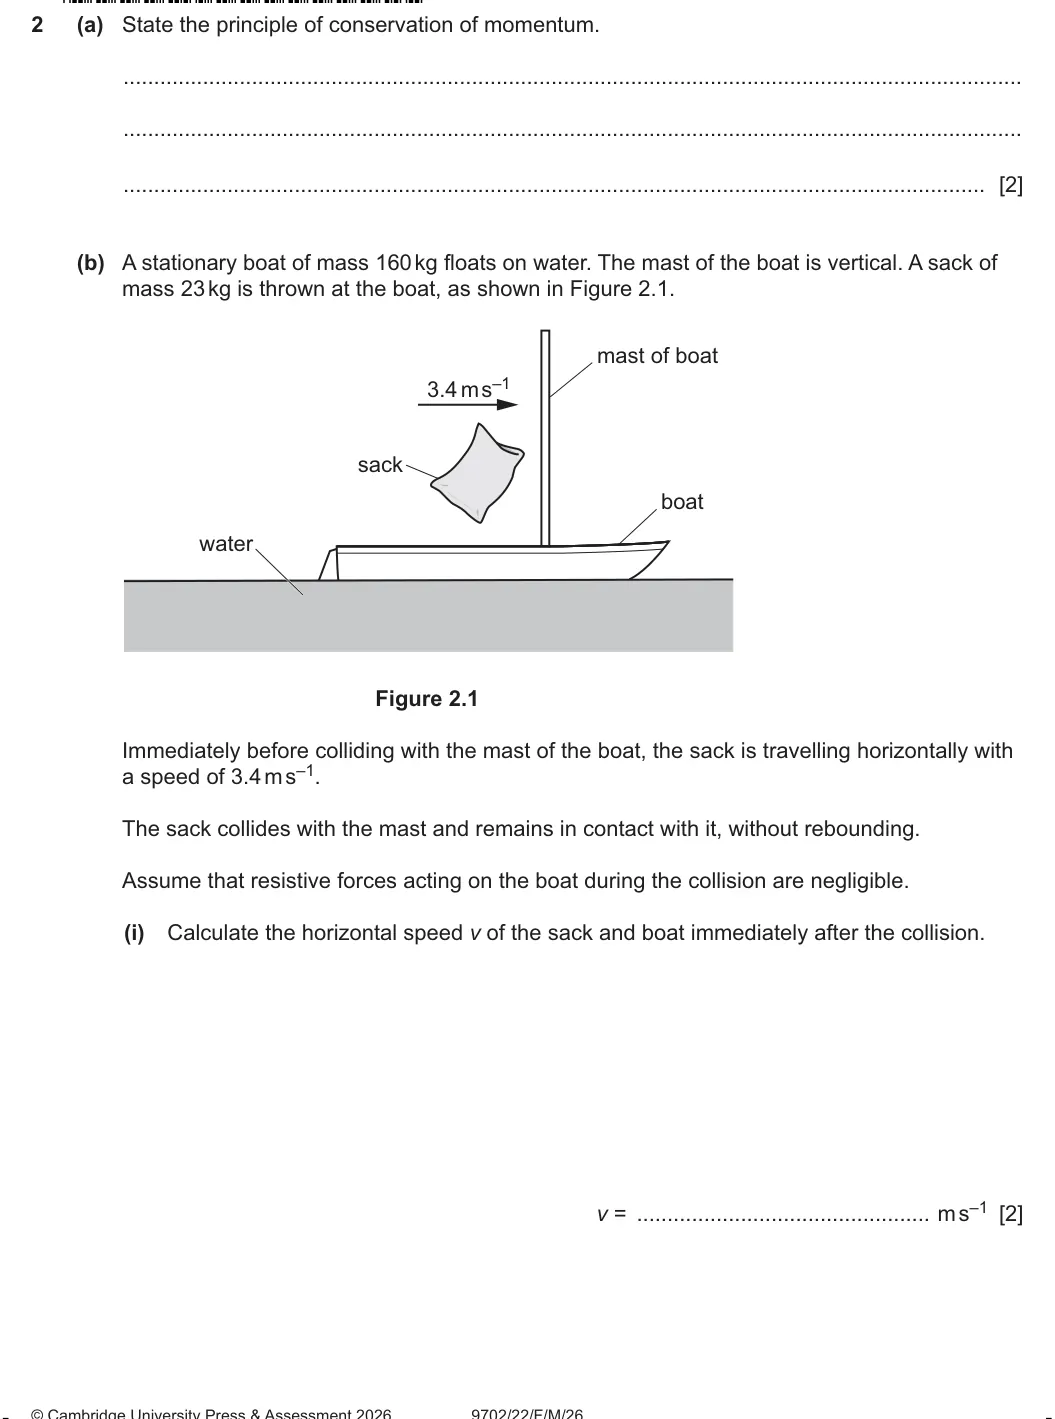 2 (a) State the principle of conservation of momentum.
....................................................................................................................................................
....................................................................................................................................................
.............................................................................................................................................. [2]
(b) A stationary boat of mass 160 kg floats on water. The mast of the boat is vertical. A sack of
mass 23 kg is thrown at the boat, as shown in Figure 2.1.
mast of boat
3.4 m s⁻¹
sack
boat
water
Figure 2.1
Immediately before colliding with the mast of the boat, the sack is travelling horizontally with
a speed of 3.4 m s⁻¹.
The sack collides with the mast and remains in contact with it, without rebounding.
Assume that resistive forces acting on the boat during the collision are negligible.
(i) Calculate the horizontal speed v of the sack and boat immediately after the collision.
v = ................................................ m s⁻¹ [2]
© Cambridge University Press & Assessment 2026 9702/22/F/M/26